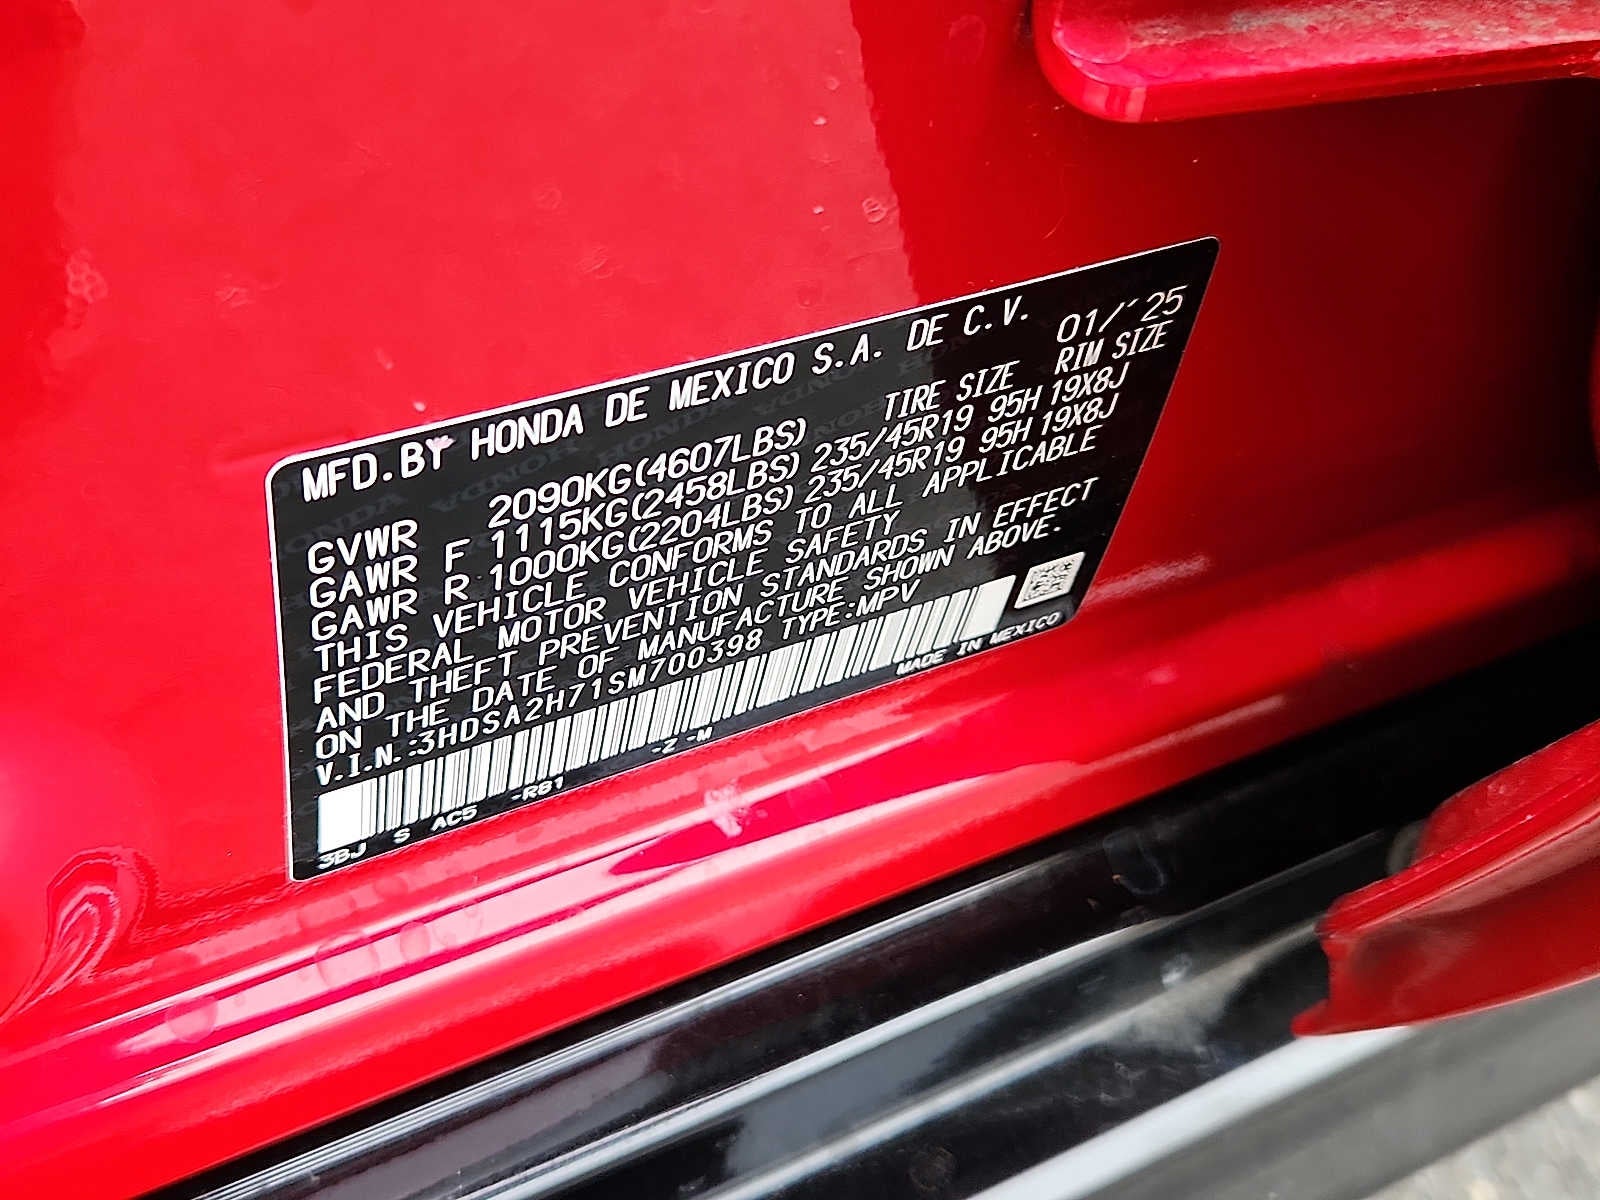 MFD.BY HONDA DE MEXICO S.A. DE C.V. 01/'25
TIRE SIZE RIM SIZE
GVWR 2090KG(4607LBS)
GAWR F 1115KG(2458LBS) 235/45R19 95H 19X8J
GAWR R 1000KG(2204LBS) 235/45R19 95H 19X8J
THIS VEHICLE CONFORMS TO ALL APPLICABLE
FEDERAL MOTOR VEHICLE SAFETY
AND THEFT PREVENTION STANDARDS IN EFFECT
ON THE DATE OF MANUFACTURE SHOWN ABOVE.
V.I.N.:3HDSA2H71SM700398 TYPE:MPV
3BJ S AC5 -R81 -Z -M MADE IN MEXICO